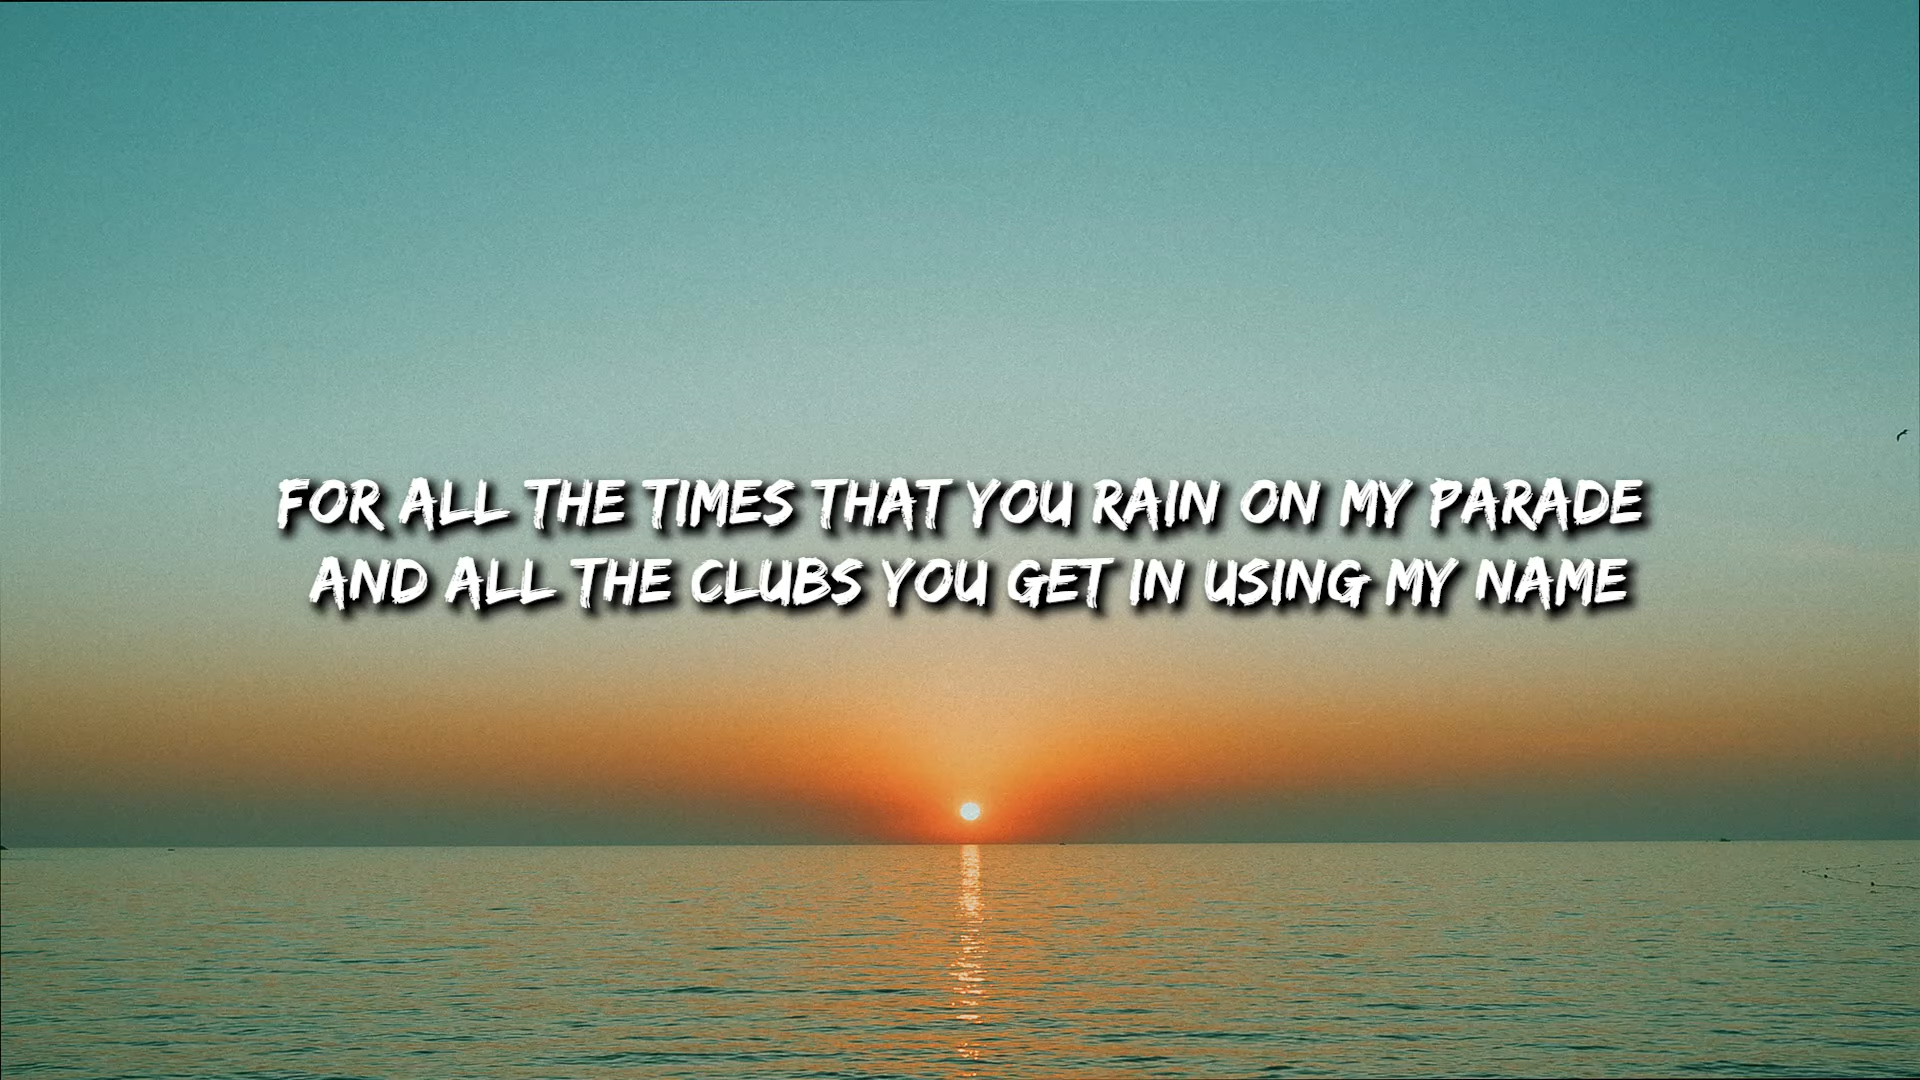 FOR ALL THE TIMES THAT YOU RAIN ON MY PARADE
AND ALL THE CLUBS YOU GET IN USING MY NAME